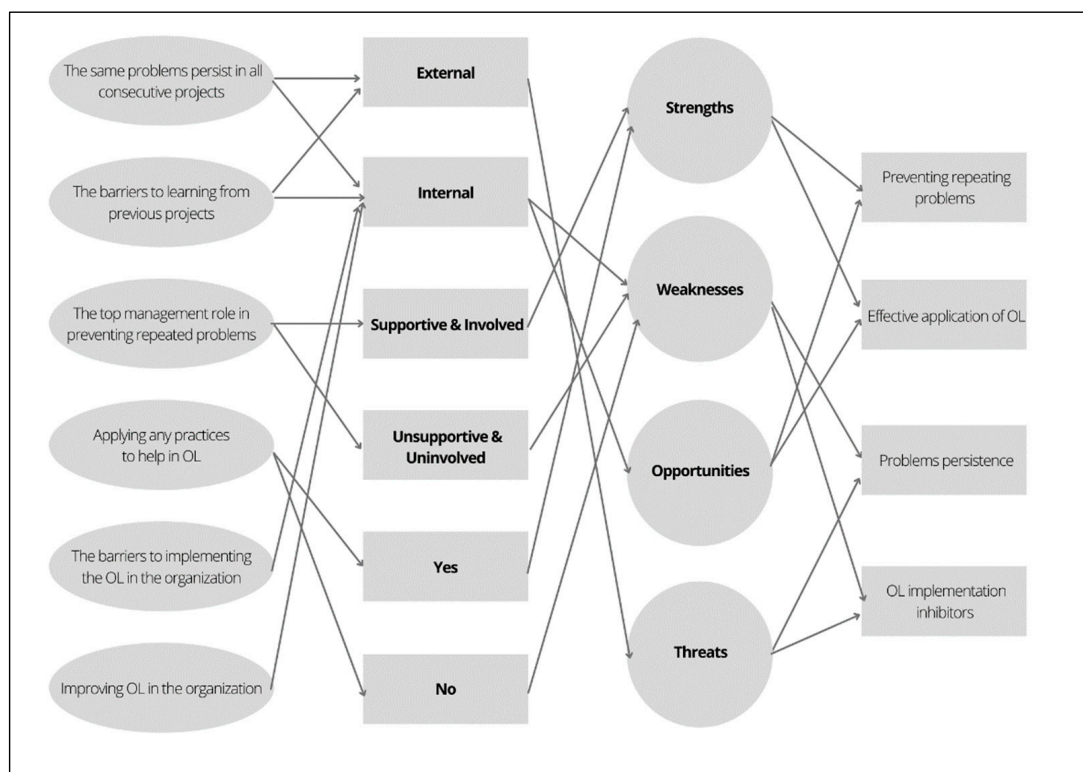 The same problems persist in all
consecutive projects
The barriers to learning from
previous projects
The top management role in
preventing repeated problems
Applying any practices
to help in OL
The barriers to implementing
the OL in the organization
Improving OL in the organization
External
Internal
Supportive & Involved
Unsupportive &
Uninvolved
Yes
No
Strengths
Weaknesses
Opportunities
Threats
Preventing repeating
problems
Effective application of OL
Problems persistence
OL implementation
inhibitors